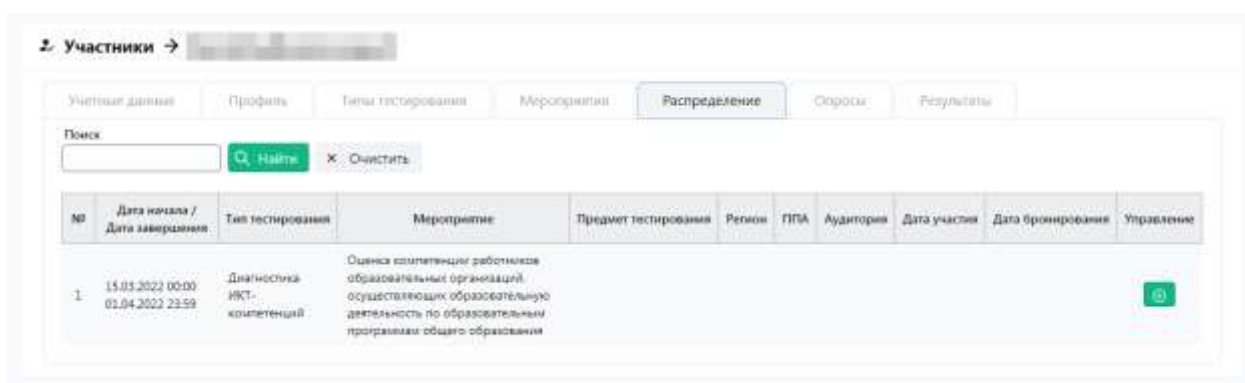 Участники →
Учетные данные Профиль Типы тестирования Мероприятия Распределение Опросы Результаты
Поиск
Найти × Очистить
№ Дата начала / Дата завершения Тип тестирования Мероприятие Предмет тестирования Регион ППА Аудитория Дата участия Дата бронирования Управление
1 15.03.2022 00:00 01.04.2022 23:59 Диагностика ИКТ-компетенций
Оценка компетенции работников
образовательных организаций,
осуществляющих образовательную
деятельность по образовательным
программам общего образования